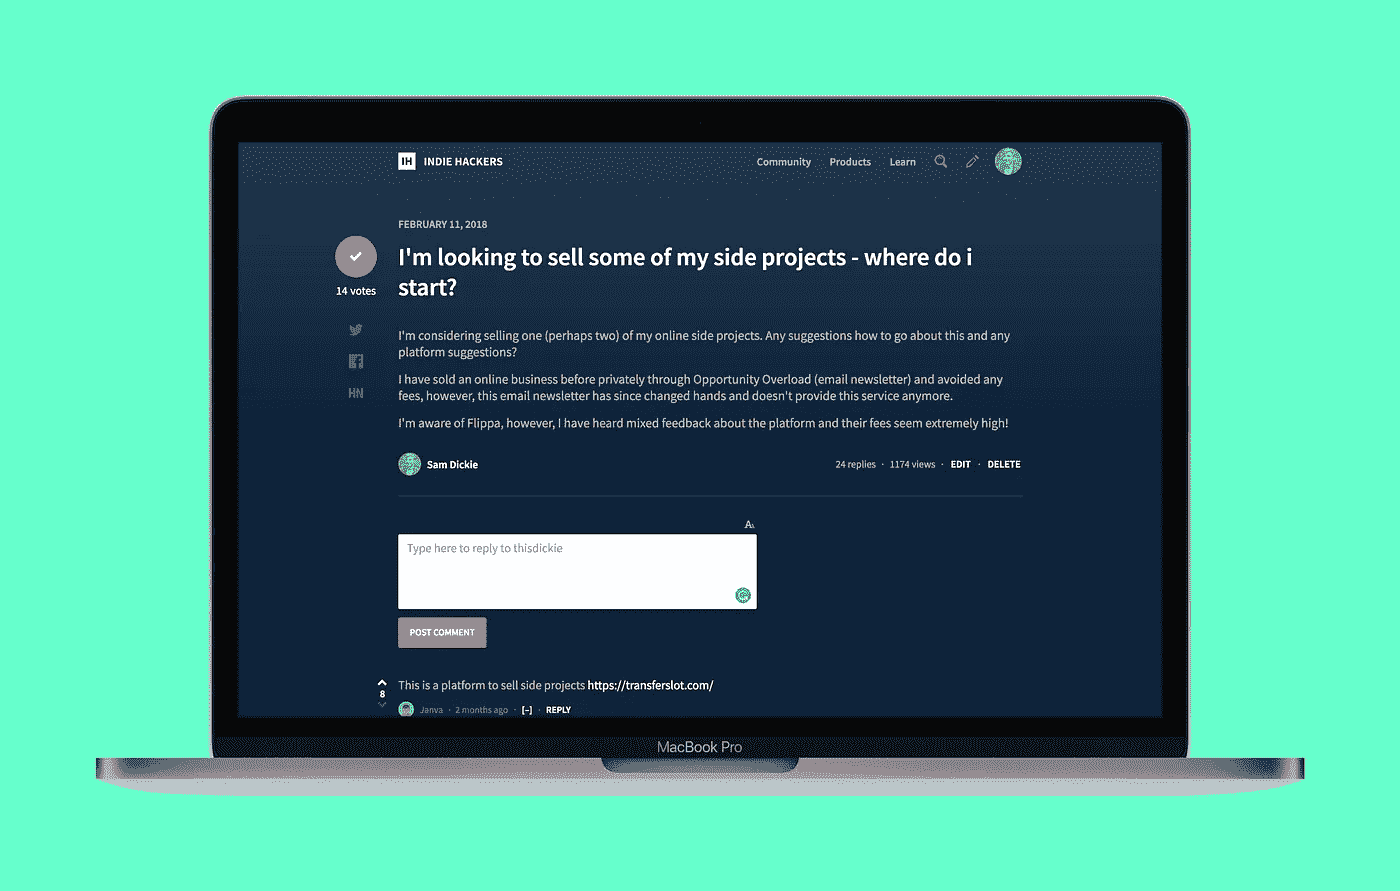 IH INDIE HACKERS
Community Products Learn
FEBRUARY 11, 2018
I'm looking to sell some of my side projects - where do i
start?
14 votes
I'm considering selling one (perhaps two) of my online side projects. Any suggestions how to go about this and any
platform suggestions?
I have sold an online business before privately through Opportunity Overload (email newsletter) and avoided any
fees, however, this email newsletter has since changed hands and doesn't provide this service anymore.
HN
I'm aware of Flippa, however, I have heard mixed feedback about the platform and their fees seem extremely high!
Sam Dickie
24 replies · 1174 views · EDIT · DELETE
Type here to reply to thisdickie
POST COMMENT
This is a platform to sell side projects https://transferslot.com/
8
Janva · 2 months ago · [–] · REPLY
MacBook Pro